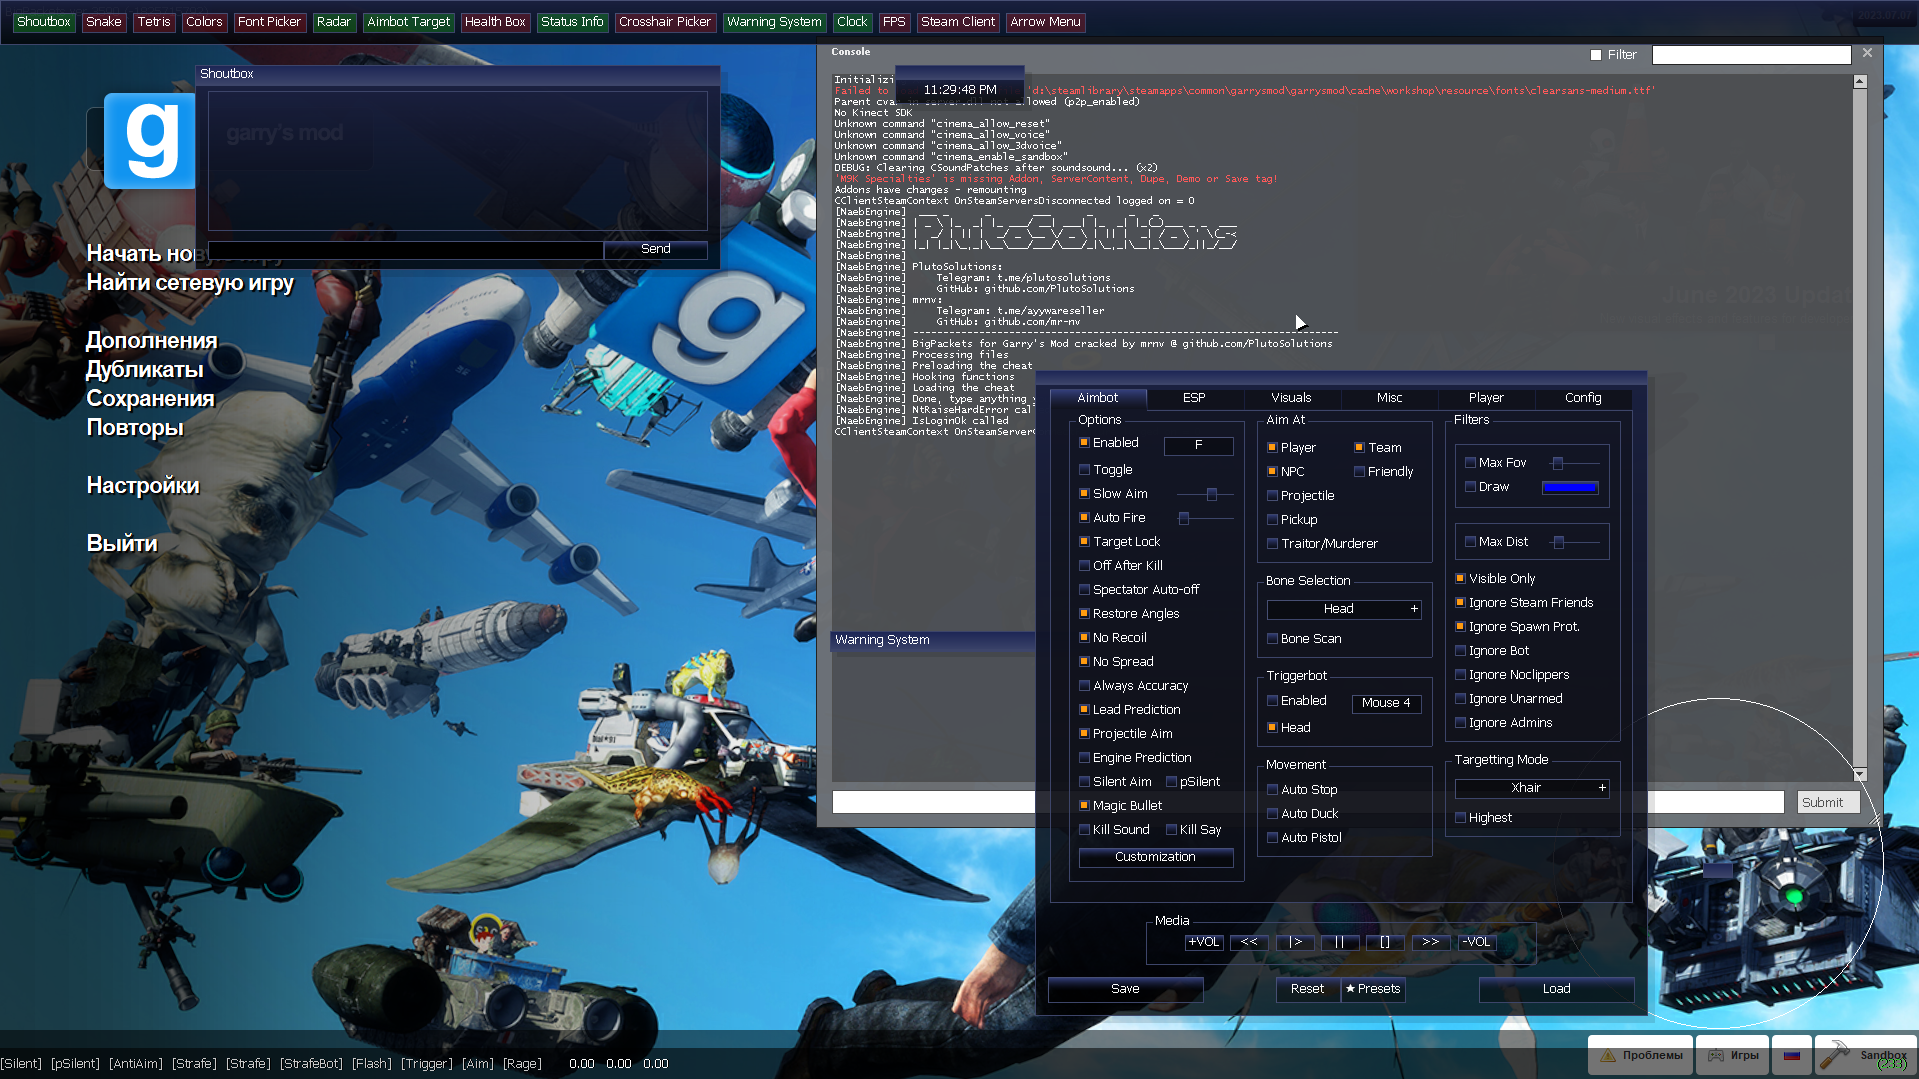 Shoutbox Snake Tetris Colors Font Picker Radar Aimbot Target Health Box Status Info Crosshair Picker Warning System Clock FPS Steam Client Arrow Menu
Shoutbox
g
garry's mod
Send
Начать но
Найти сетевую игру
Дополнения
Дубликаты
Сохранения
Повторы
Настройки
Выйти
Console
Filter
11:29:48 PM
Initializi
Failed to 'd:\steamlibrary\steamapps\common\garrysmod\garrysmod\cache\workshop\resource\fonts\clearsans-medium.ttf'
Parent cvar in server.dll not allowed (p2p_enabled)
No Kinect SDK
Unknown command "cinema_allow_reset"
Unknown command "cinema_allow_voice"
Unknown command "cinema_allow_3dvoice"
Unknown command "cinema_enable_sandbox"
DEBUG: Clearing CSoundPatches after soundsound... (x2)
'M9K Specialties' is missing Addon, ServerContent, Dupe, Demo or Save tag!
Addons have changes - remounting
CClientSteamContext OnSteamServersDisconnected logged on = 0
[NaebEngine]
[NaebEngine]
[NaebEngine]
[NaebEngine]
[NaebEngine]
[NaebEngine] PlutoSolutions:
[NaebEngine] Telegram: t.me/plutosolutions
[NaebEngine] GitHub: github.com/PlutoSolutions
[NaebEngine] mrnv:
[NaebEngine] Telegram: t.me/ayywareseller
[NaebEngine] GitHub: github.com/mr-nv
[NaebEngine] --------------------------------------------------------------------------------
[NaebEngine] BigPackets for Garry's Mod cracked by mrnv @ github.com/PlutoSolutions
[NaebEngine] Processing files
[NaebEngine] Preloading the cheat
[NaebEngine] Hooking functions
[NaebEngine] Loading the cheat
[NaebEngine] Done, type anything
[NaebEngine] NtRaiseHardError cal
[NaebEngine] IsLoginOk called
CClientSteamContext OnSteamServer
June 2023 Updat
Warning System
Submit
Aimbot ESP Visuals Misc Player Config
Options
Enabled F
Toggle
Slow Aim
Auto Fire
Target Lock
Off After Kill
Spectator Auto-off
Restore Angles
No Recoil
No Spread
Always Accuracy
Lead Prediction
Projectile Aim
Engine Prediction
Silent Aim pSilent
Magic Bullet
Kill Sound Kill Say
Customization
Aim At
Player Team
NPC Friendly
Projectile
Pickup
Traitor/Murderer
Bone Selection
Head +
Bone Scan
Triggerbot
Enabled Mouse 4
Head
Movement
Auto Stop
Auto Duck
Auto Pistol
Filters
Max Fov
Draw
Max Dist
Visible Only
Ignore Steam Friends
Ignore Spawn Prot.
Ignore Bot
Ignore Noclippers
Ignore Unarmed
Ignore Admins
Targetting Mode
Xhair +
Highest
Media
+VOL << |> || [] >> -VOL
Save Reset ★ Presets Load
[Silent] [pSilent] [AntiAim] [Strafe] [Strafe] [StrafeBot] [Flash] [Trigger] [Aim] [Rage] 0.00 0.00 0.00
Проблемы Игры Sandbox